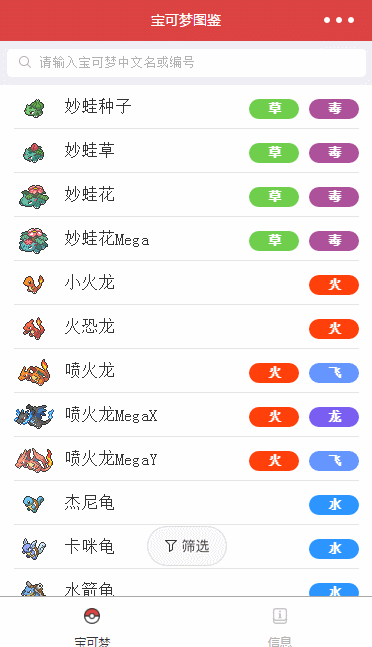 宝可梦图鉴
请输入宝可梦中文名或编号
妙蛙种子 草 毒
妙蛙草 草 毒
妙蛙花 草 毒
妙蛙花Mega 草 毒
小火龙 火
火恐龙 火
喷火龙 火 飞
喷火龙MegaX 火 龙
喷火龙MegaY 火 飞
杰尼龟 水
卡咪龟 水
筛选
水箭龟 水
宝可梦 信息